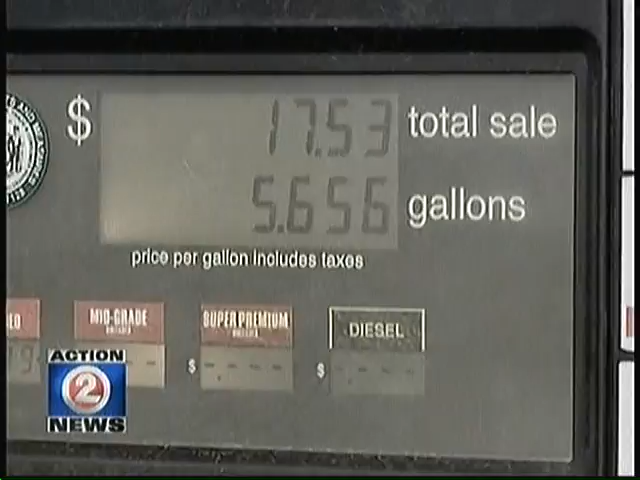 $ 17.53 total sale
5.656 gallons
price per gallon includes taxes
MID-GRADE
SUPER PREMIUM
DIESEL
9
$ - - - -
$ - - - -
ACTION
2
NEWS